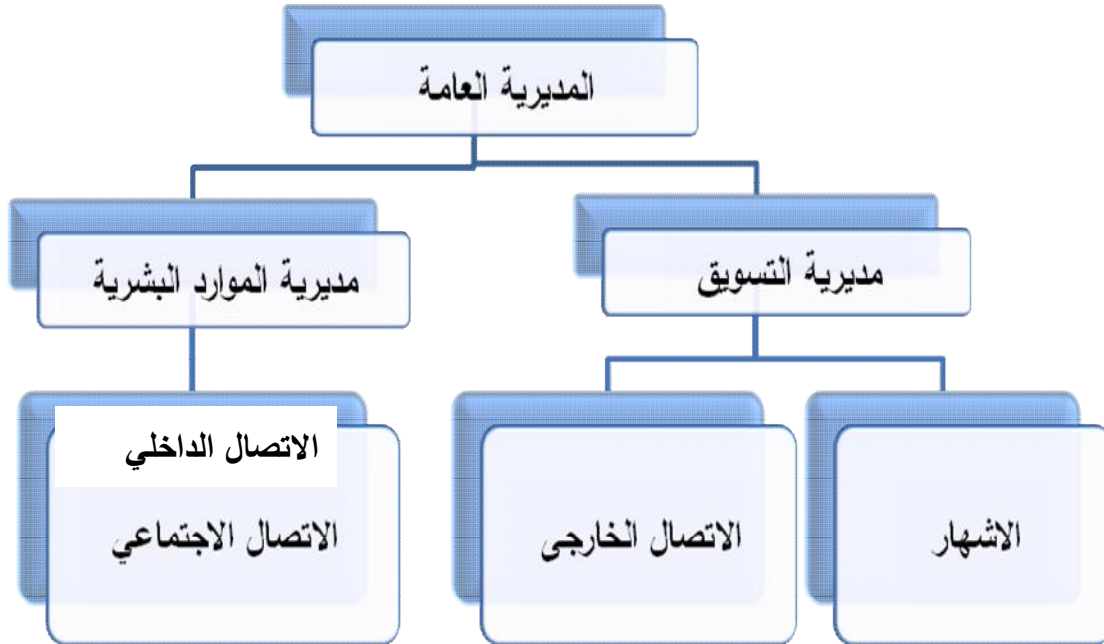 المديرية العامة
مديرية التسويق
مديرية الموارد البشرية
الاشهار
الاتصال الخارجى
الاتصال الداخلي
الاتصال الاجتماعي